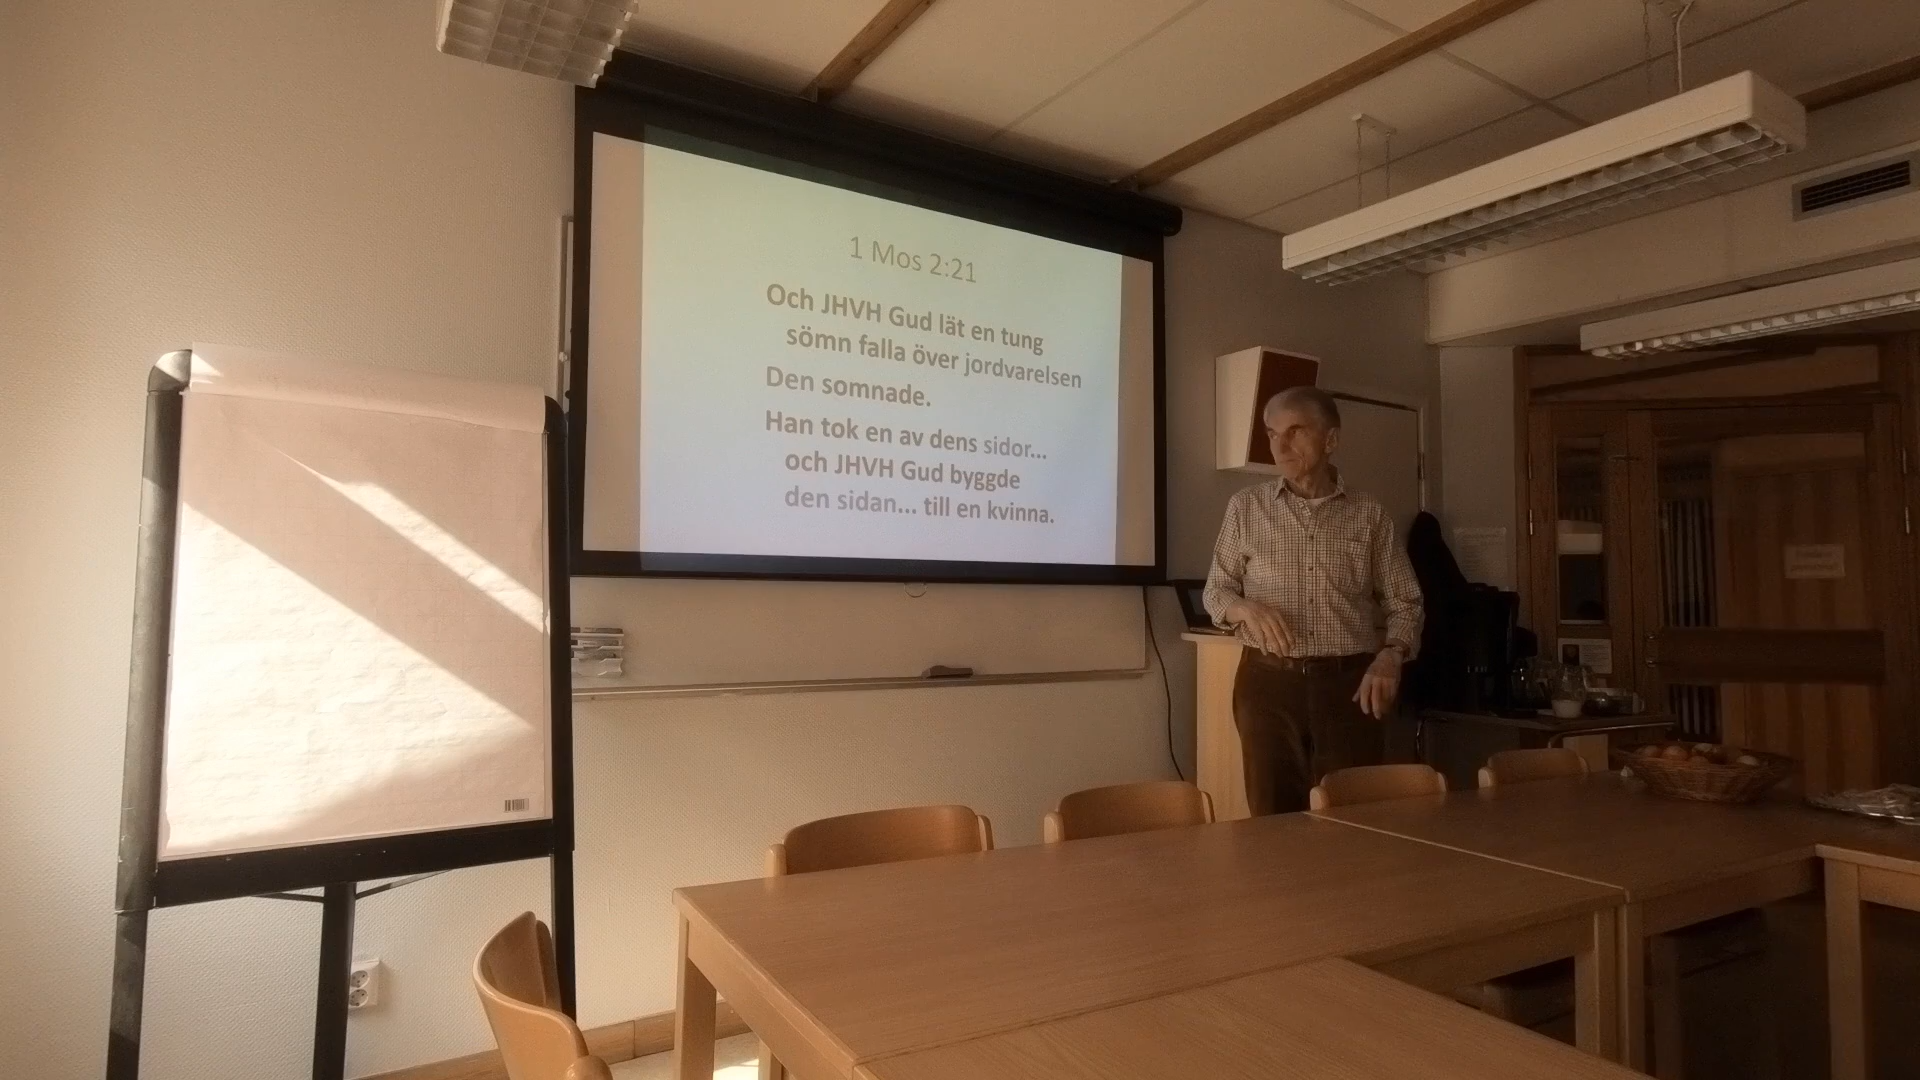 1 Mos 2:21
Och JHVH Gud lät en tung
sömn falla över jordvarelsen
Den somnade.
Han tok en av dens sidor...
och JHVH Gud byggde
den sidan... till en kvinna.